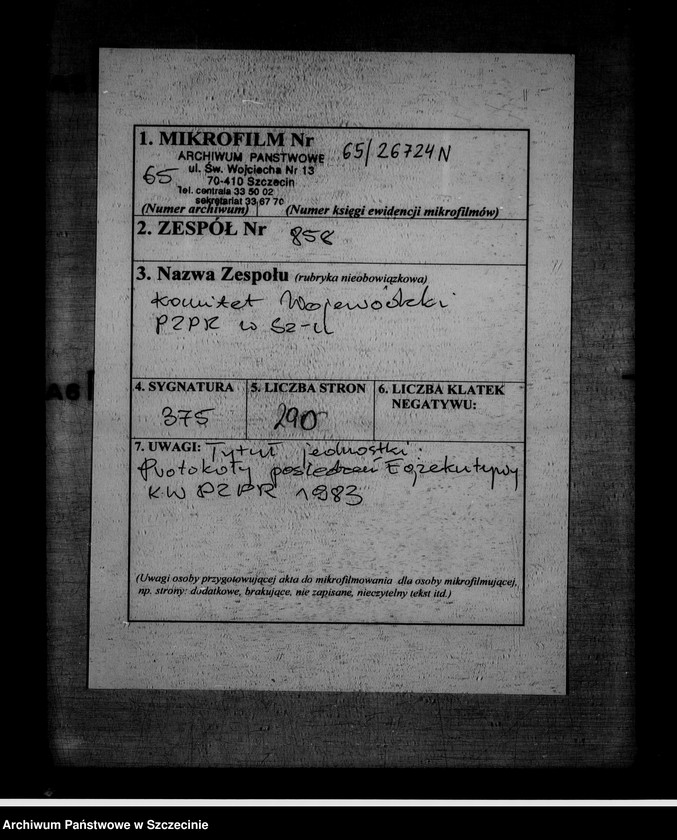 1. MIKROFILM Nr 65/26724N
ARCHIWUM PAŃSTWOWE
ul. Św. Wojciecha Nr 13
65 70-410 Szczecin
Tel. centrala 33 50 02
sekretariat 33 67 70
(Numer archiwum) (Numer księgi ewidencji mikrofilmów)
2. ZESPÓŁ Nr 858
3. Nazwa Zespołu (rubryka nieobowiązkowa)
Komitet Wojewódzki
PZPR w Sz-u
4. SYGNATURA 5. LICZBA STRON 6. LICZBA KLATEK
NEGATYWU:
375 290
7. UWAGI: Tytuł jednostki:
Protokoły posiedzeń Egzekutywy
KW PZPR 1983
(Uwagi osoby przygotowującej akta do mikrofilmowania dla osoby mikrofilmującej,
np. strony: dodatkowe, brakujące, nie zapisane, nieczytelny tekst itd.)
Archiwum Państwowe w Szczecinie